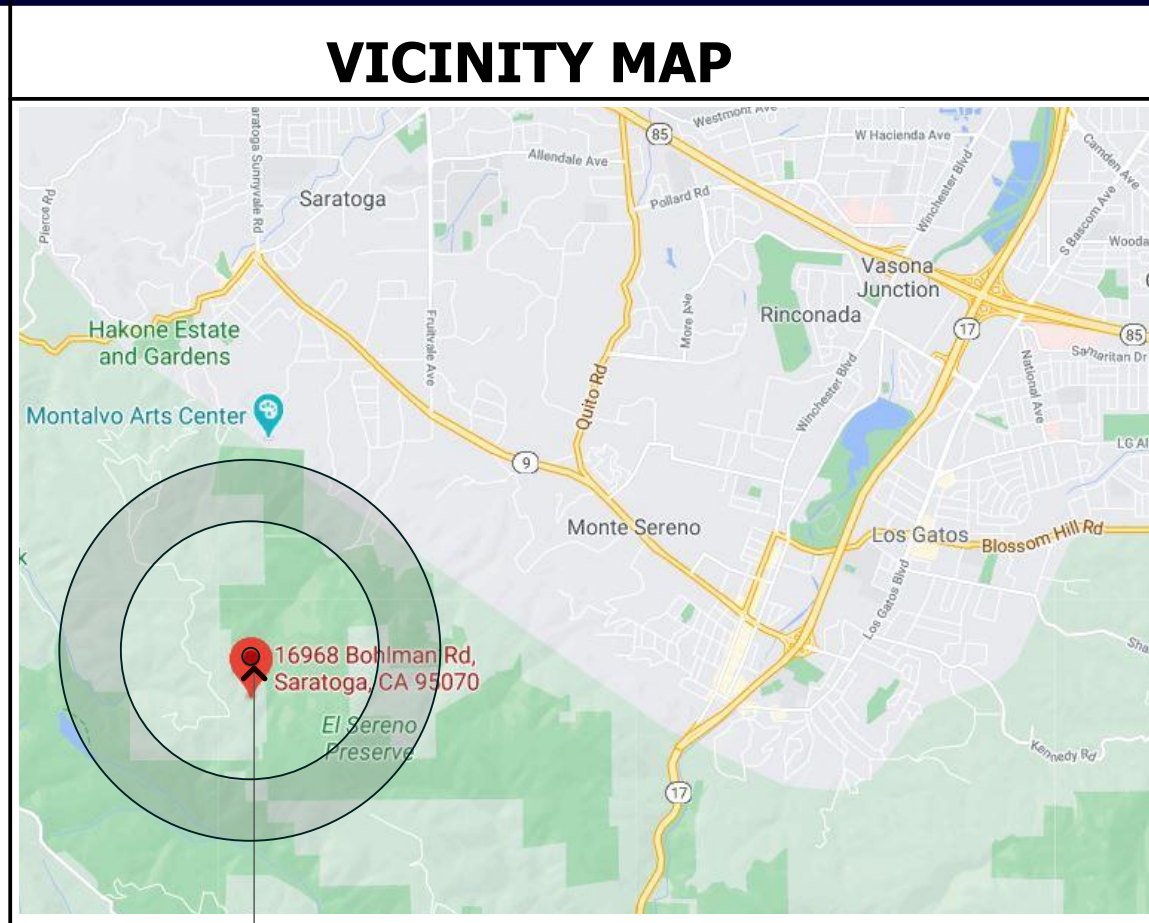 VICINITY MAP
Westmont Ave
85
W Hacienda Ave
Camden Ave
Saratoga Sunnyvale Rd
Allendale Ave
Winchester Blvd
Pierce Rd
Saratoga
Pollard Rd
S Bascom Ave
Vasona
Junction
Hakone Estate
and Gardens
Fruitvale Ave
More Ave
Rinconada
17
85
Samaritan Dr
National Ave
Quito Rd
Winchester Blvd
Montalvo Arts Center
9
Monte Sereno
Los Gatos
Blossom Hill Rd
Los Gatos Blvd
16968 Bohlman Rd,
Saratoga, CA 95070
El Sereno
Preserve
Kennedy Rd
17